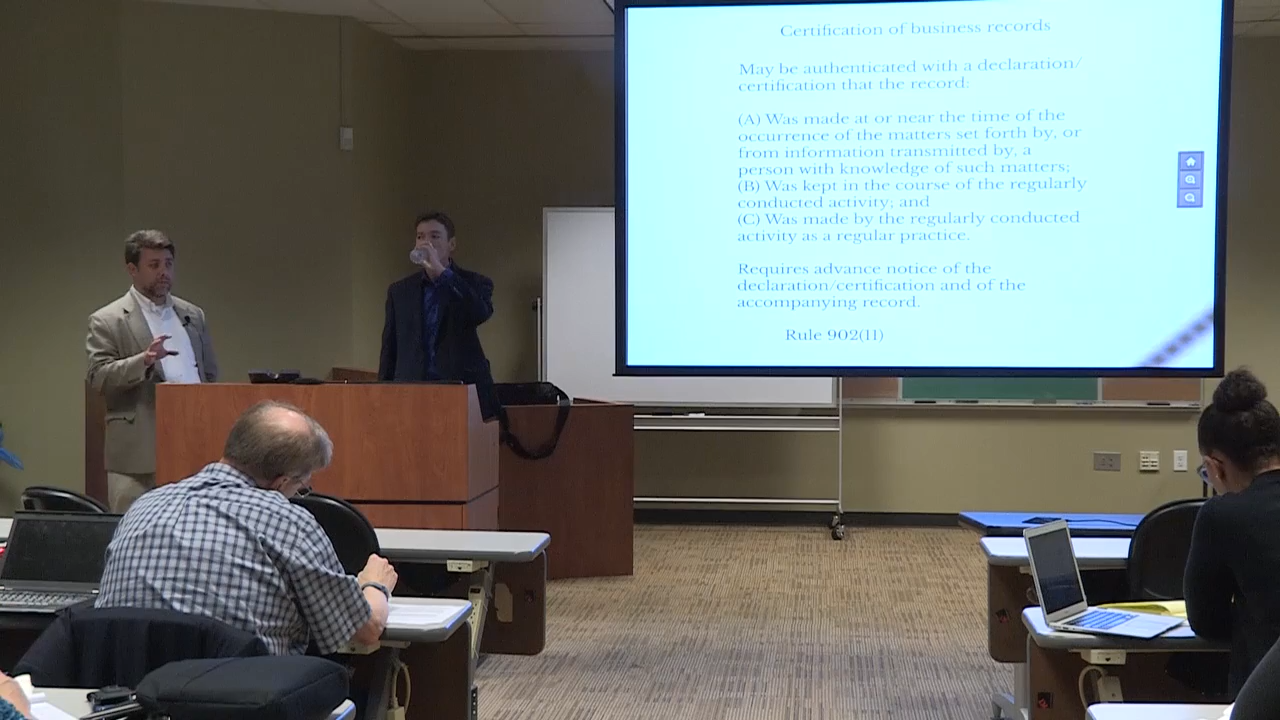 Certification of business records
May be authenticated with a declaration/
certification that the record:
(A) Was made at or near the time of the
occurrence of the matters set forth by, or
from information transmitted by, a
person with knowledge of such matters;
(B) Was kept in the course of the regularly
conducted activity; and
(C) Was made by the regularly conducted
activity as a regular practice.
Requires advance notice of the
declaration/certification and of the
accompanying record.
Rule 902(11)